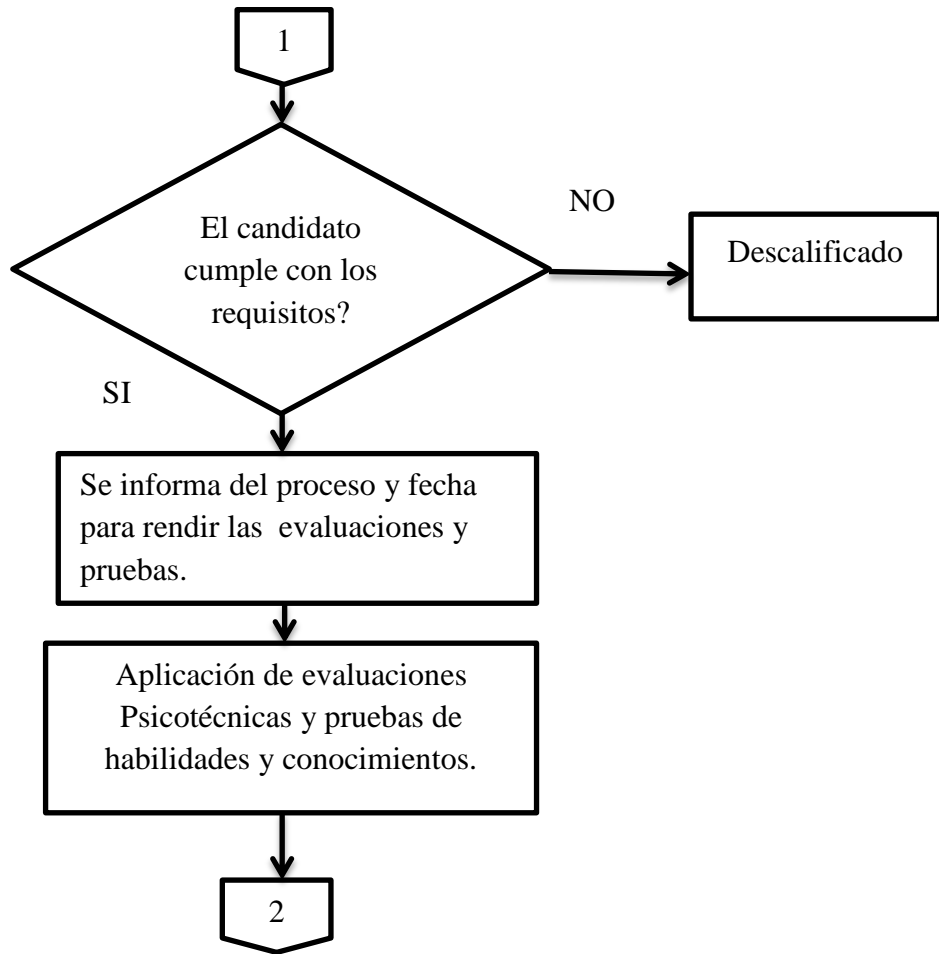 1
El candidato
cumple con los
requisitos?
NO
Descalificado
SI
Se informa del proceso y fecha
para rendir las  evaluaciones y
pruebas.
Aplicación de evaluaciones
Psicotécnicas y pruebas de
habilidades y conocimientos.
2